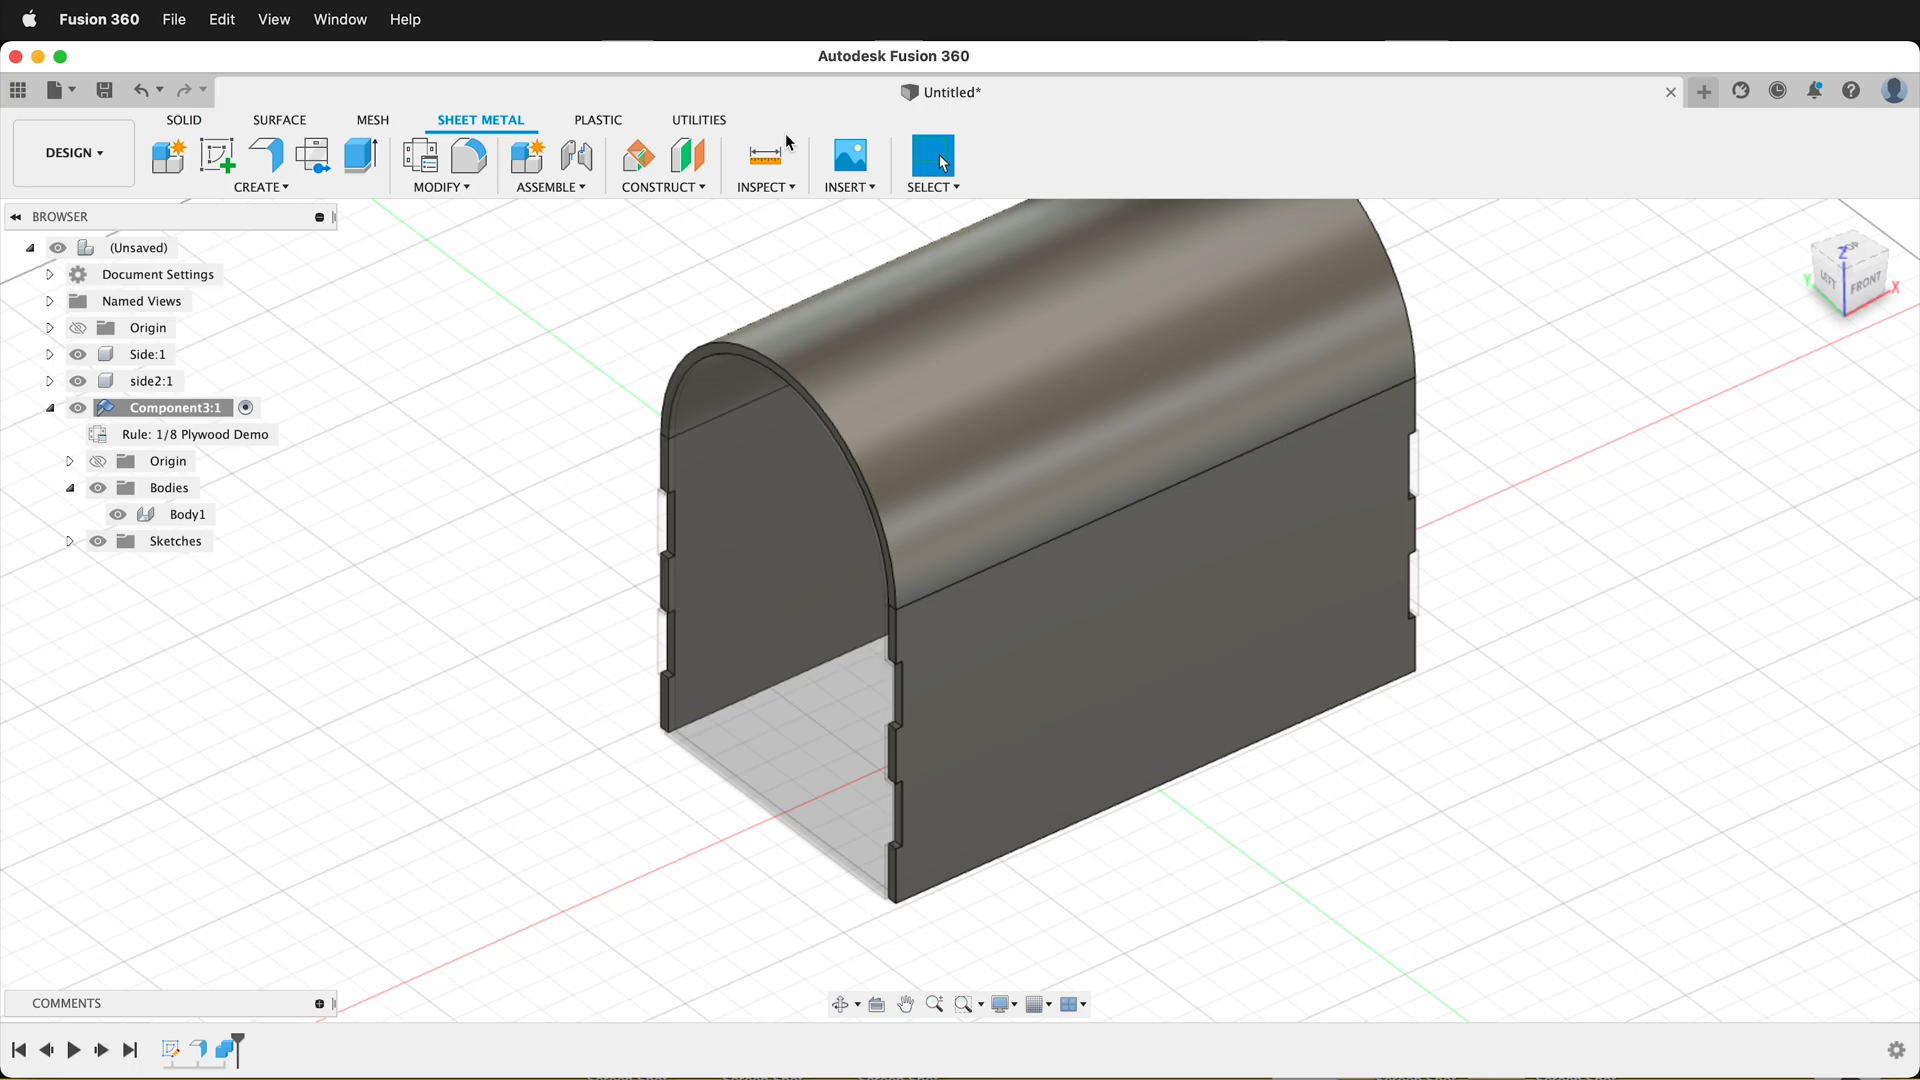 Fusion 360 File Edit View Window Help
Autodesk Fusion 360
Untitled*
SOLID SURFACE MESH SHEET METAL PLASTIC UTILITIES
DESIGN
CREATE MODIFY ASSEMBLE CONSTRUCT INSPECT INSERT SELECT
BROWSER
(Unsaved)
Document Settings
Named Views
Origin
Side:1
side2:1
Component3:1
Rule: 1/8 Plywood Demo
Origin
Bodies
Body1
Sketches
TOP
Z
LEFT FRONT
Y X
COMMENTS